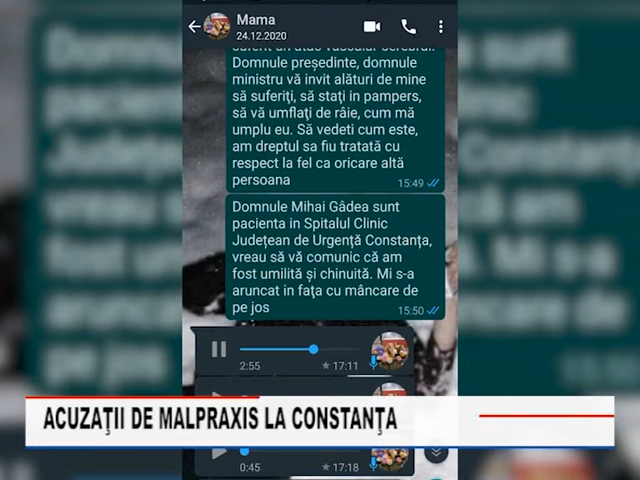 Mama
24.12.2020
Domnule președinte, domnule
ministru vă invit alături de mine
să suferiți, să stați in pampers,
să vă umflați de râie, cum mă
umplu eu. Să vedeti cum este,
am dreptul sa fiu tratată cu
respect la fel ca oricare altă
persoana
15:49
Domnule Mihai Gâdea sunt
pacienta in Spitalul Clinic
Județean de Urgență Constanța,
vreau să vă comunic că am
fost umilită și chinuită. Mi s-a
aruncat in fața cu mâncare de
pe jos
15:50
2:55
17:11
ACUZAȚII DE MALPRAXIS LA CONSTANȚA
0:45
17:18